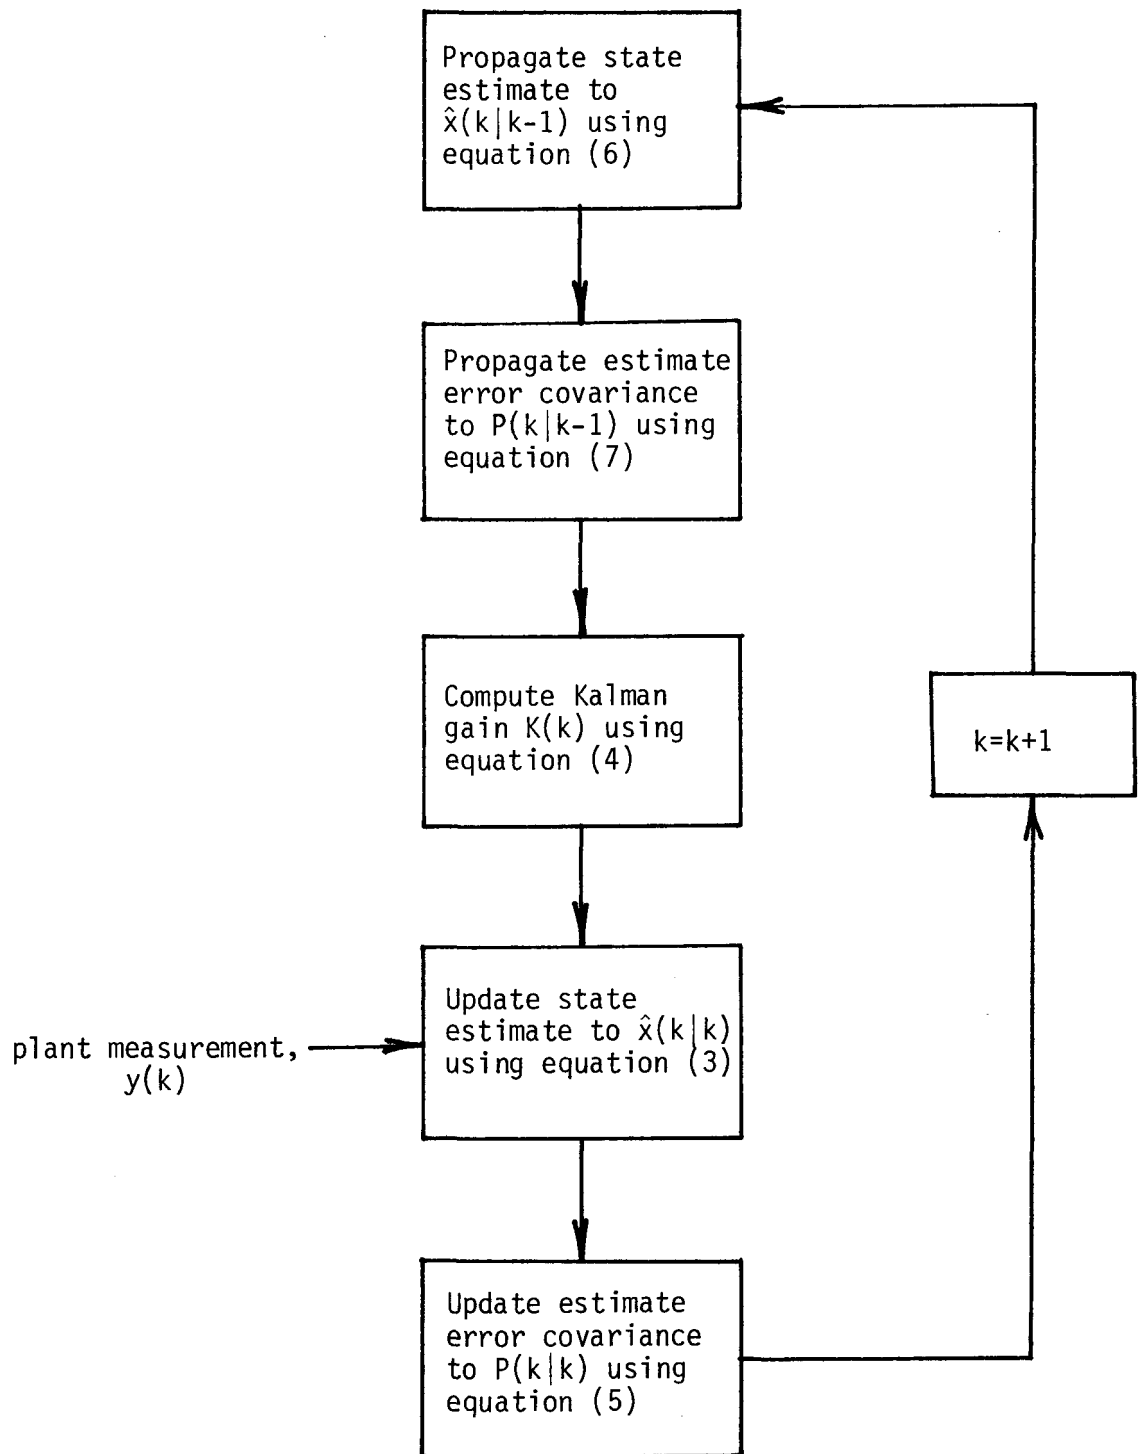 Propagate state
estimate to
x̂(k|k-1) using
equation (6)
Propagate estimate
error covariance
to P(k|k-1) using
equation (7)
Compute Kalman
gain K(k) using
equation (4)
k=k+1
Update state
estimate to x̂(k|k)
using equation (3)
plant measurement,
y(k)
Update estimate
error covariance
to P(k|k) using
equation (5)